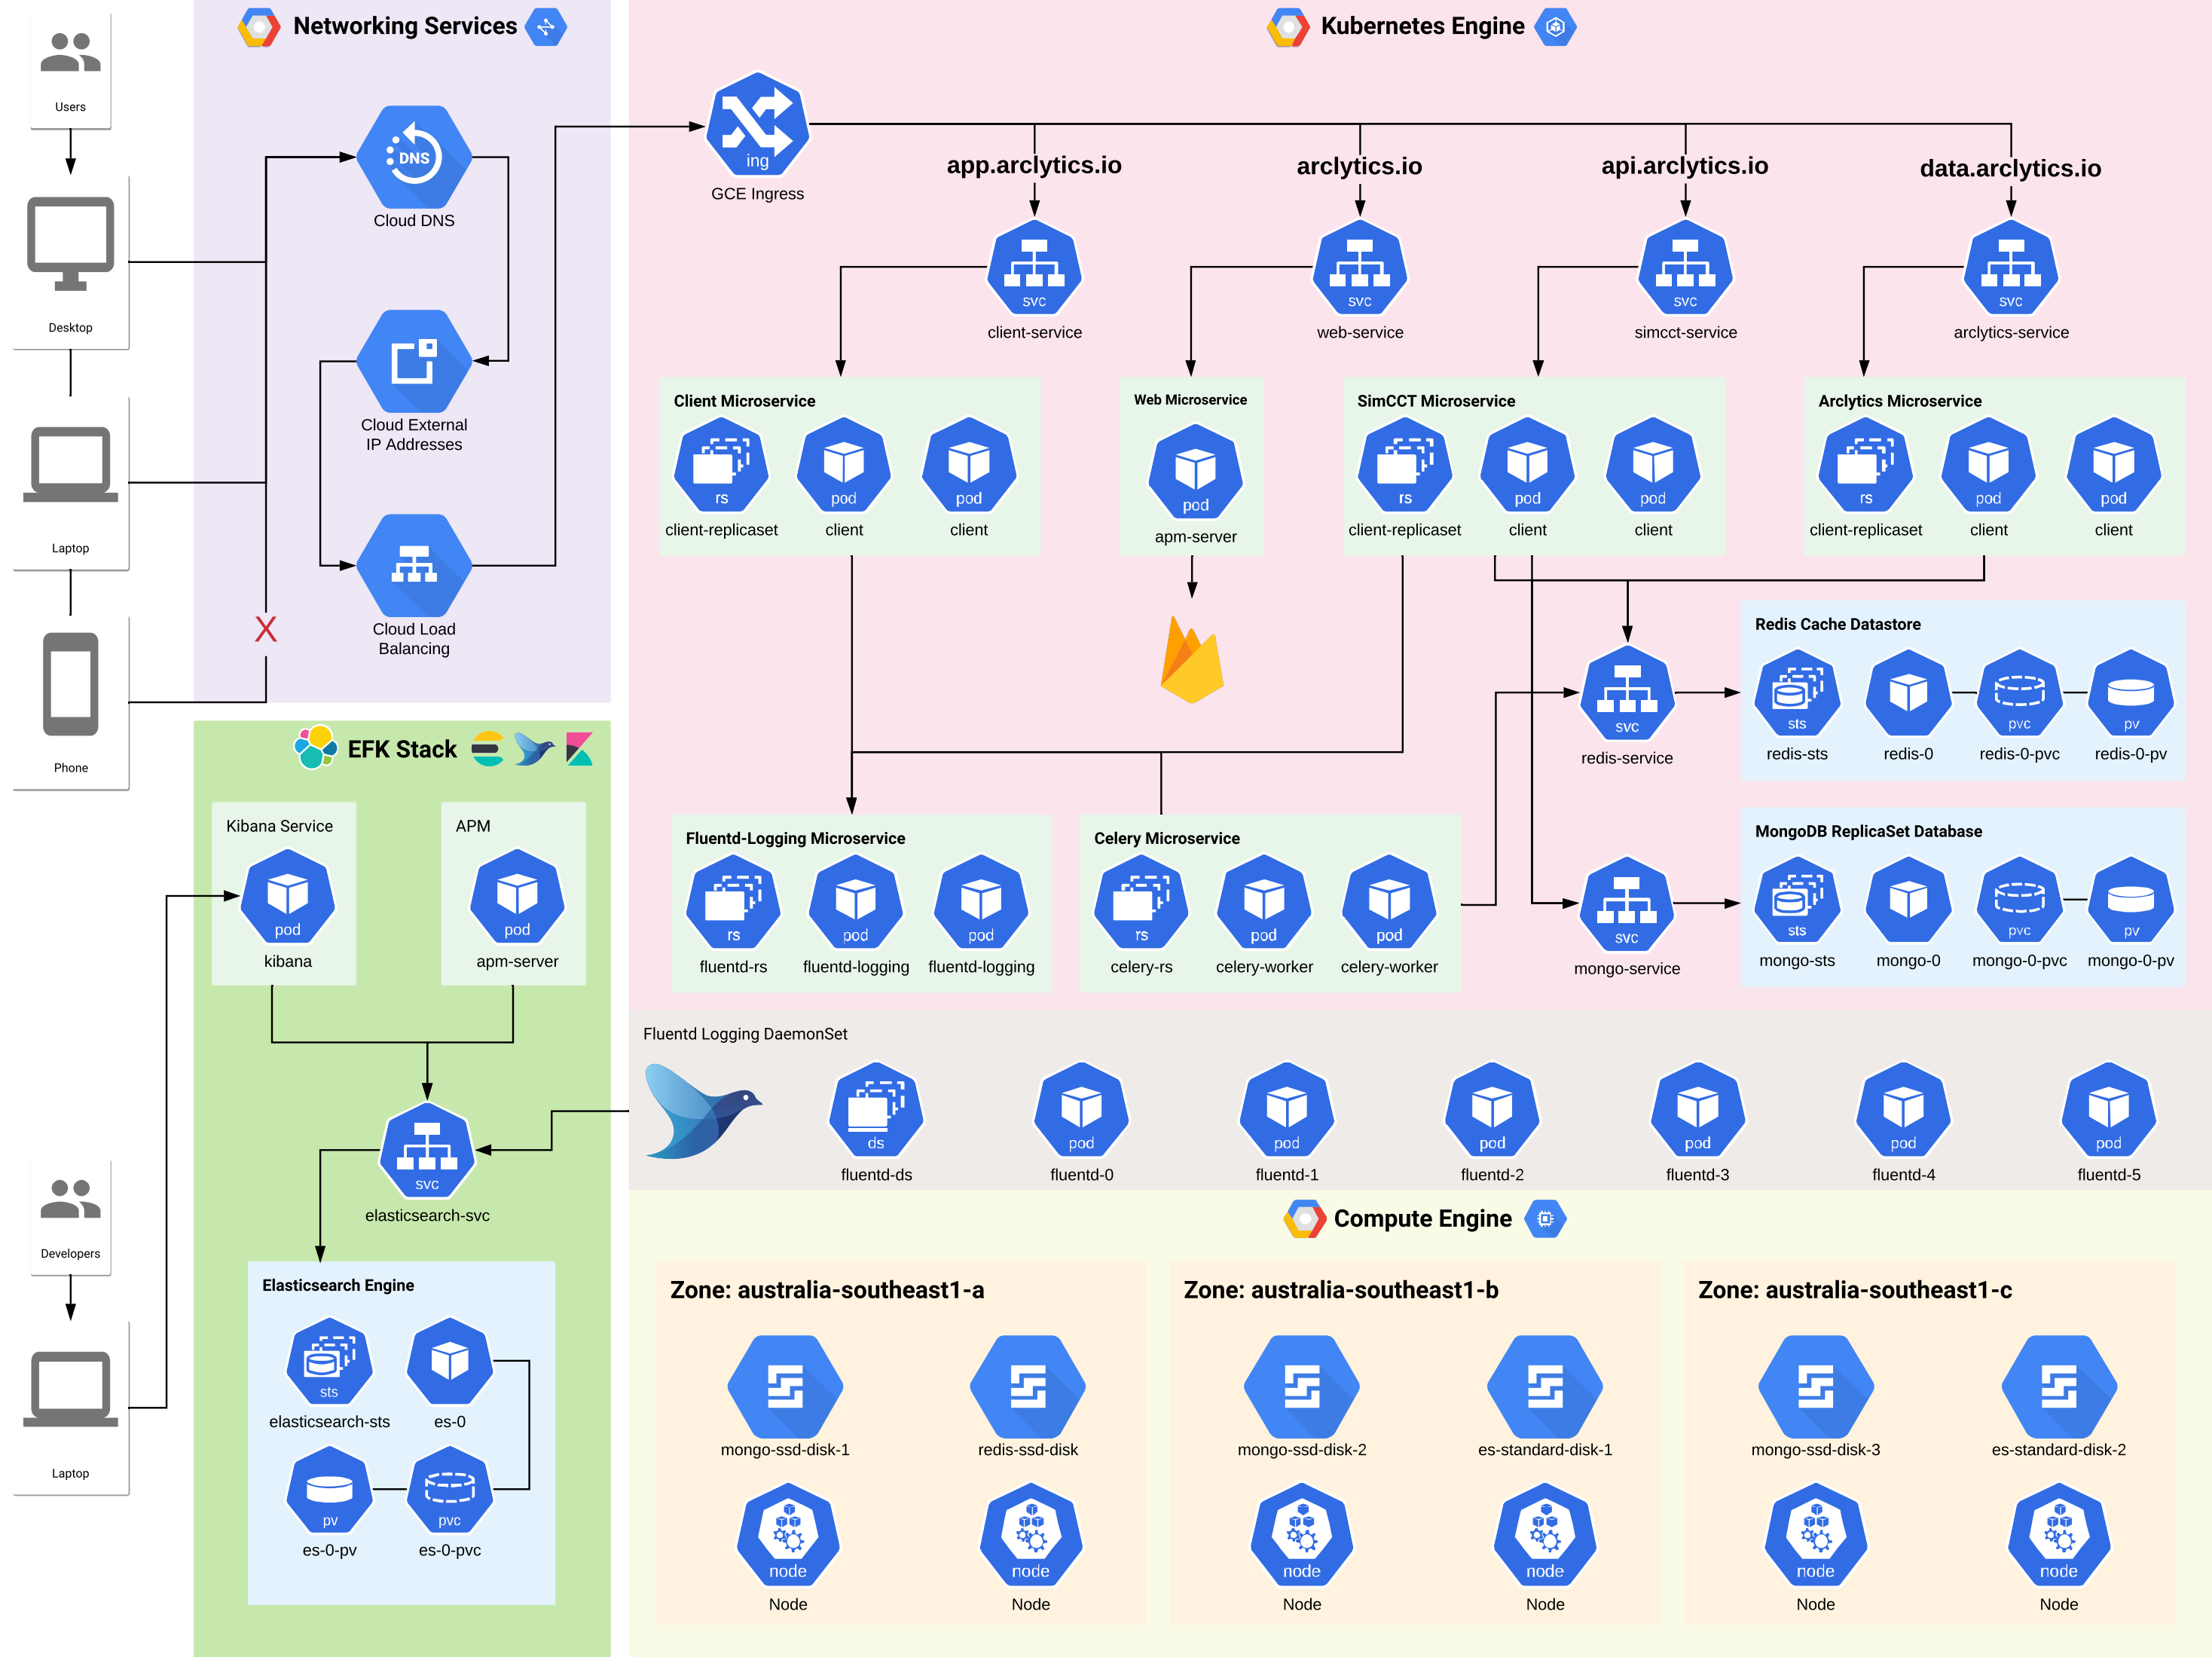 Users
Desktop
Laptop
Phone
Networking Services
DNS
Cloud DNS
Cloud External
IP Addresses
Cloud Load
Balancing
X
Kubernetes Engine
ing
GCE Ingress
app.arclytics.io
arclytics.io
api.arclytics.io
data.arclytics.io
svc
client-service
svc
web-service
svc
simcct-service
svc
arclytics-service
Client Microservice
rs
client-replicaset
pod
client
pod
client
Web Microservice
pod
apm-server
SimCCT Microservice
rs
client-replicaset
pod
client
pod
client
Arclytics Microservice
rs
client-replicaset
pod
client
pod
client
svc
redis-service
Redis Cache Datastore
sts
redis-sts
redis-0
pvc
redis-0-pvc
pv
redis-0-pv
Fluentd-Logging Microservice
rs
fluentd-rs
pod
fluentd-logging
pod
fluentd-logging
Celery Microservice
rs
celery-rs
pod
celery-worker
pod
celery-worker
svc
mongo-service
MongoDB ReplicaSet Database
sts
mongo-sts
mongo-0
pvc
mongo-0-pvc
pv
mongo-0-pv
EFK Stack
Kibana Service
pod
kibana
APM
pod
apm-server
svc
elasticsearch-svc
Developers
Laptop
Elasticsearch Engine
sts
elasticsearch-sts
es-0
pv
es-0-pv
pvc
es-0-pvc
Fluentd Logging DaemonSet
ds
fluentd-ds
pod
fluentd-0
pod
fluentd-1
pod
fluentd-2
pod
fluentd-3
pod
fluentd-4
pod
fluentd-5
Compute Engine
Zone: australia-southeast1-a
mongo-ssd-disk-1
redis-ssd-disk
node
Node
node
Node
Zone: australia-southeast1-b
mongo-ssd-disk-2
es-standard-disk-1
node
Node
node
Node
Zone: australia-southeast1-c
mongo-ssd-disk-3
es-standard-disk-2
node
Node
node
Node